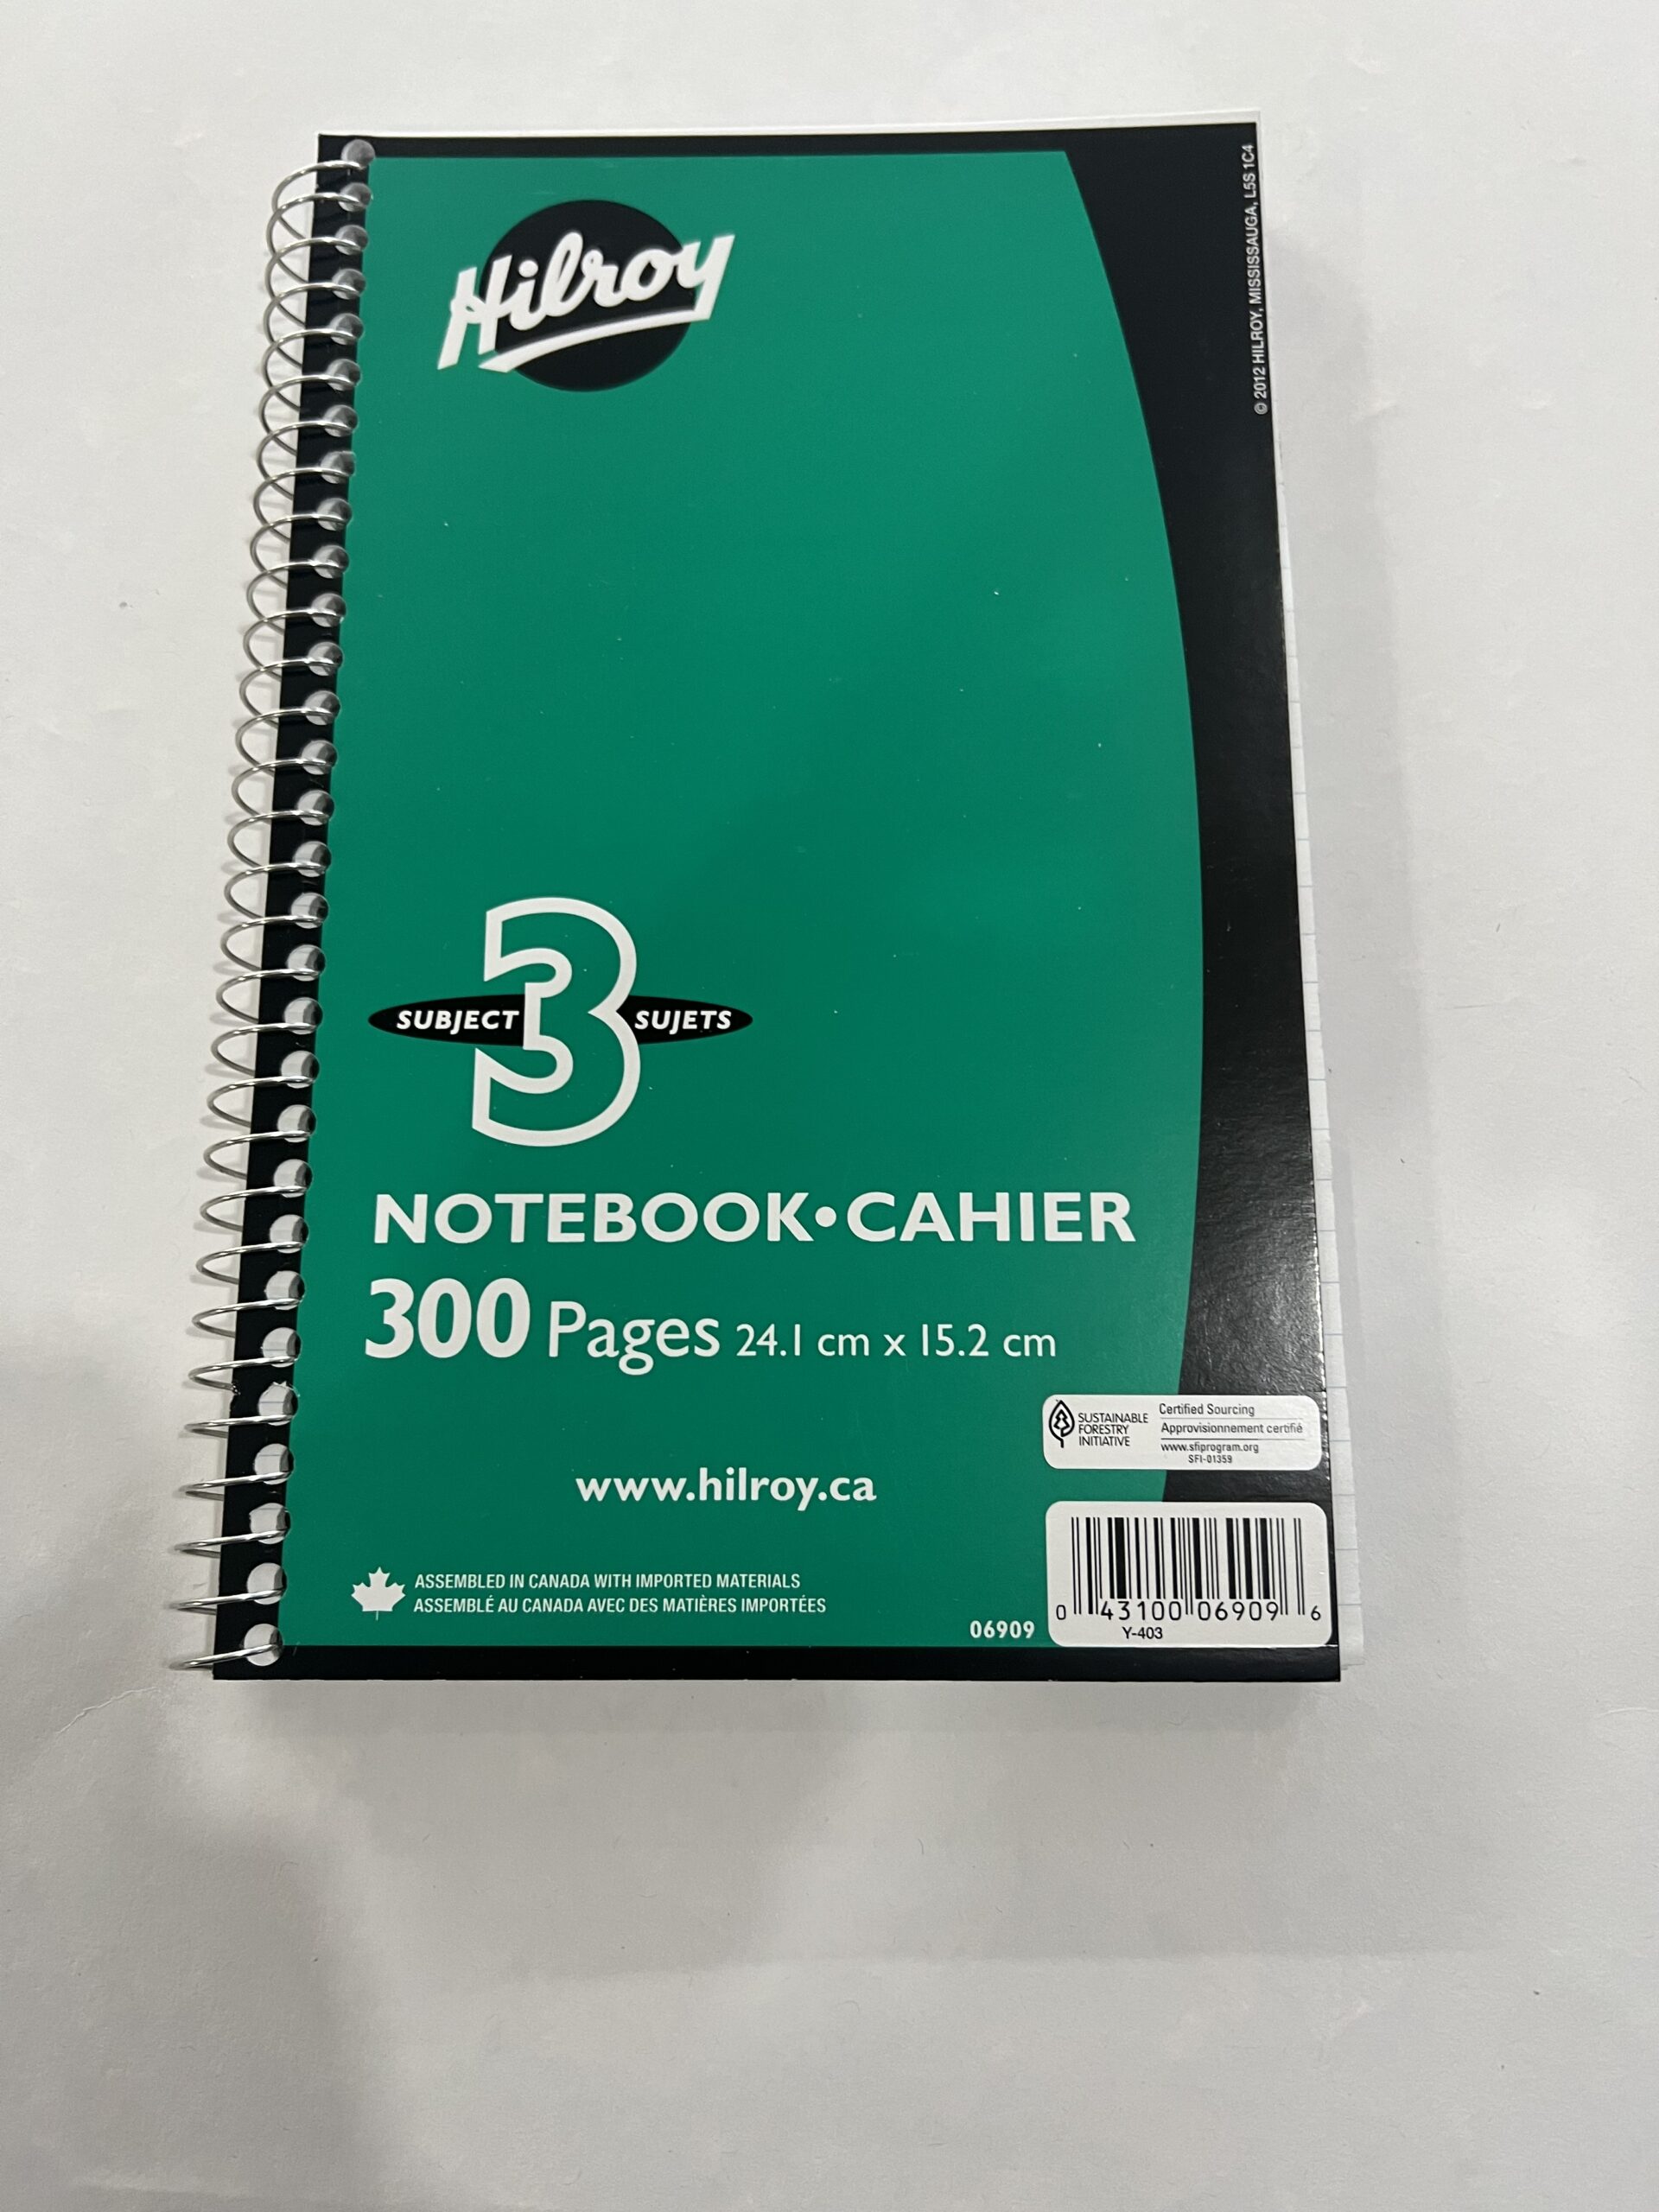 Hilroy
© 2012 HILROY, MISSISSAUGA, L5S 1C4
SUBJECT 3 SUJETS
NOTEBOOK•CAHIER
300 Pages 24.1 cm x 15.2 cm
SUSTAINABLE
FORESTRY
INITIATIVE
Certified Sourcing
Approvisionnement certifié
www.sfiprogram.org
SFI-01359
www.hilroy.ca
ASSEMBLED IN CANADA WITH IMPORTED MATERIALS
ASSEMBLÉ AU CANADA AVEC DES MATIÈRES IMPORTÉES
06909
0 43100 06909 6
Y-403